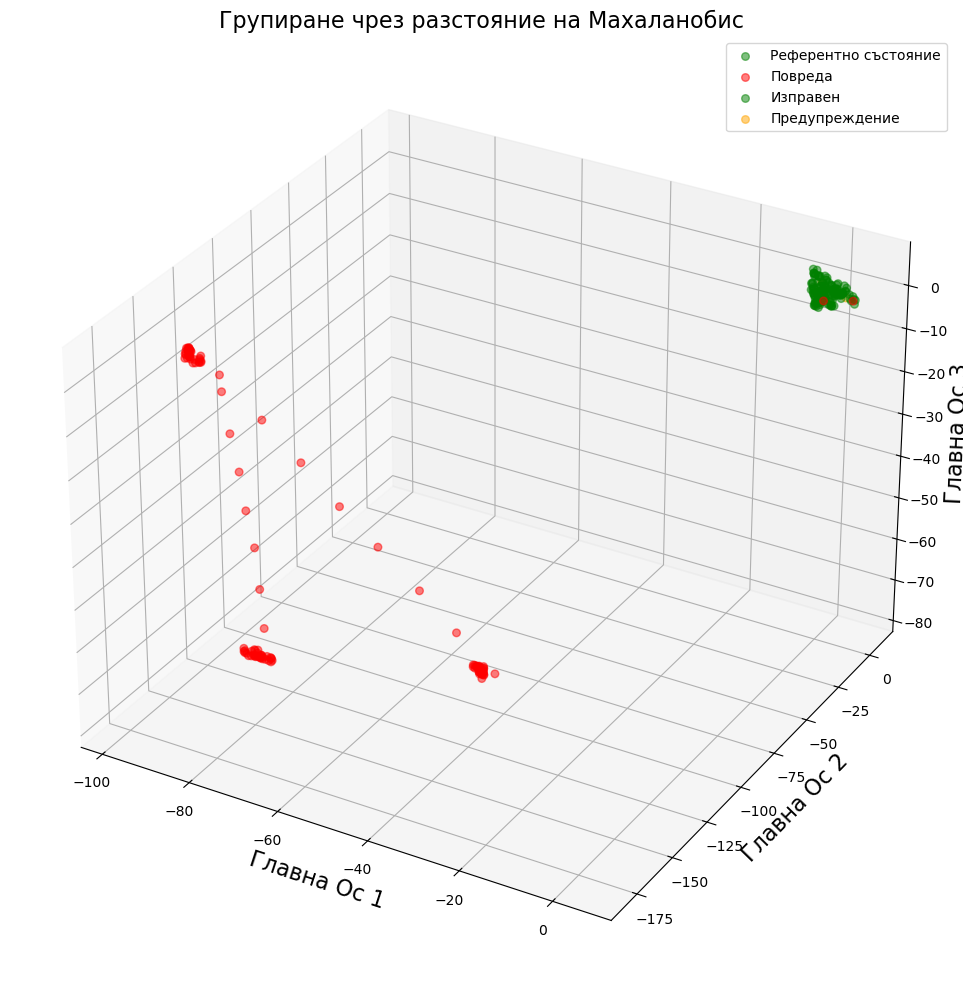 Групиране чрез разстояние на Махаланобис
Референтно състояние
Повреда
Изправен
Предупреждение
0
−10
−20
−30
−40
−50
−60
−70
−80
Главна Ос 3
0
−25
−50
−75
−100
−125
−150
−175
Главна Ос 2
−100
−80
−60
−40
−20
0
Главна Ос 1